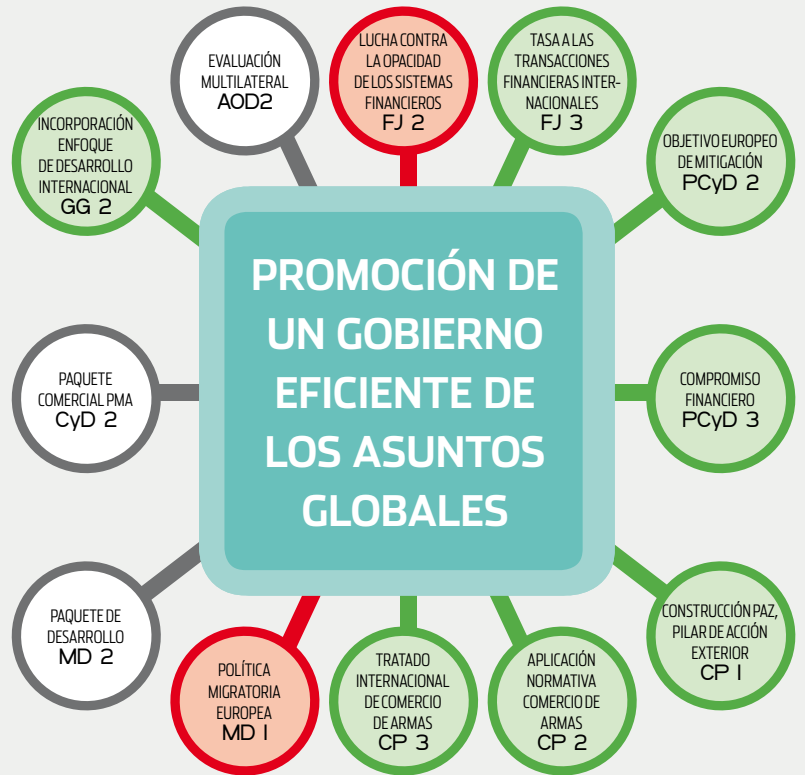 EVALUACIÓN
MULTILATERAL
AOD2
LUCHA CONTRA
LA OPACIDAD
DE LOS SISTEMAS
FINANCIEROS
FJ 2
TASA A LAS
TRANSACCIONES
FINANCIERAS INTER-
NACIONALES
FJ 3
INCORPORACIÓN
ENFOQUE
DE DESARROLLO
INTERNACIONAL
GG 2
OBJETIVO EUROPEO
DE MITIGACIÓN
PCyD 2
PROMOCIÓN DE
UN GOBIERNO
EFICIENTE DE
LOS ASUNTOS
GLOBALES
PAQUETE
COMERCIAL PMA
CyD 2
COMPROMISO
FINANCIERO
PCyD 3
PAQUETE DE
DESARROLLO
MD 2
CONSTRUCCIÓN PAZ,
PILAR DE ACCIÓN
EXTERIOR
CP I
POLÍTICA
MIGRATORIA
EUROPEA
MD I
TRATADO
INTERNACIONAL
DE COMERCIO
DE ARMAS
CP 3
APLICACIÓN
NORMATIVA
COMERCIO DE
ARMAS
CP 2